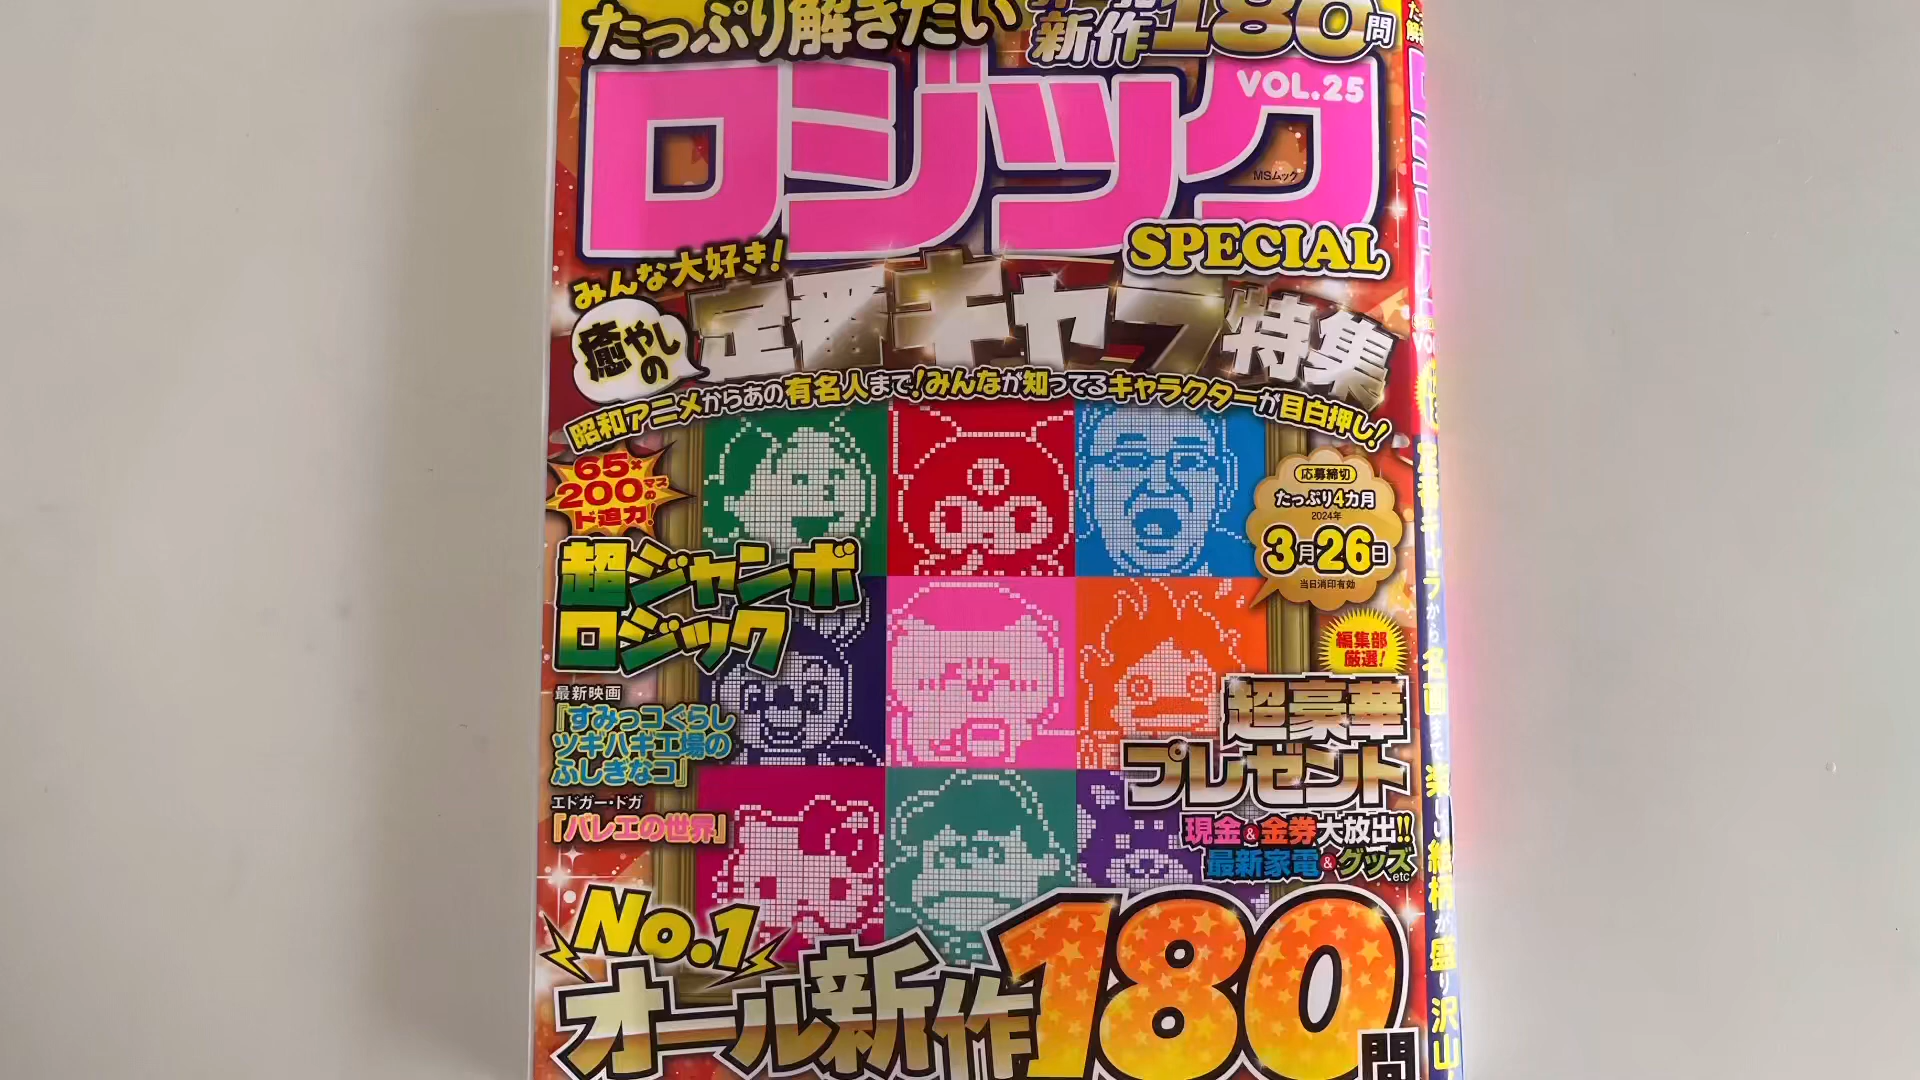 たっぷり解きたい
新作180問
ロジック
VOL.25
MSムック
SPECIAL
みんな大好き!
癒やしの
定番キャラ特集
昭和アニメからあの有名人まで!みんなが知ってるキャラクターが目白押し!
65×
200マスの
ド迫力!
超ジャンボ
ロジック
応募締切
たっぷり4カ月
2024年
3月26日
当日消印有効
最新映画
『すみっコぐらし
ツギハギ工場の
ふしぎなコ』
エドガー・ドガ
『バレエの世界』
編集部
厳選!
超豪華
プレゼント
現金&金券大放出!!
最新家電&グッズ
etc
No.1
オール新作180問
定番キャラから名画まで楽しい絵柄が盛り沢山!